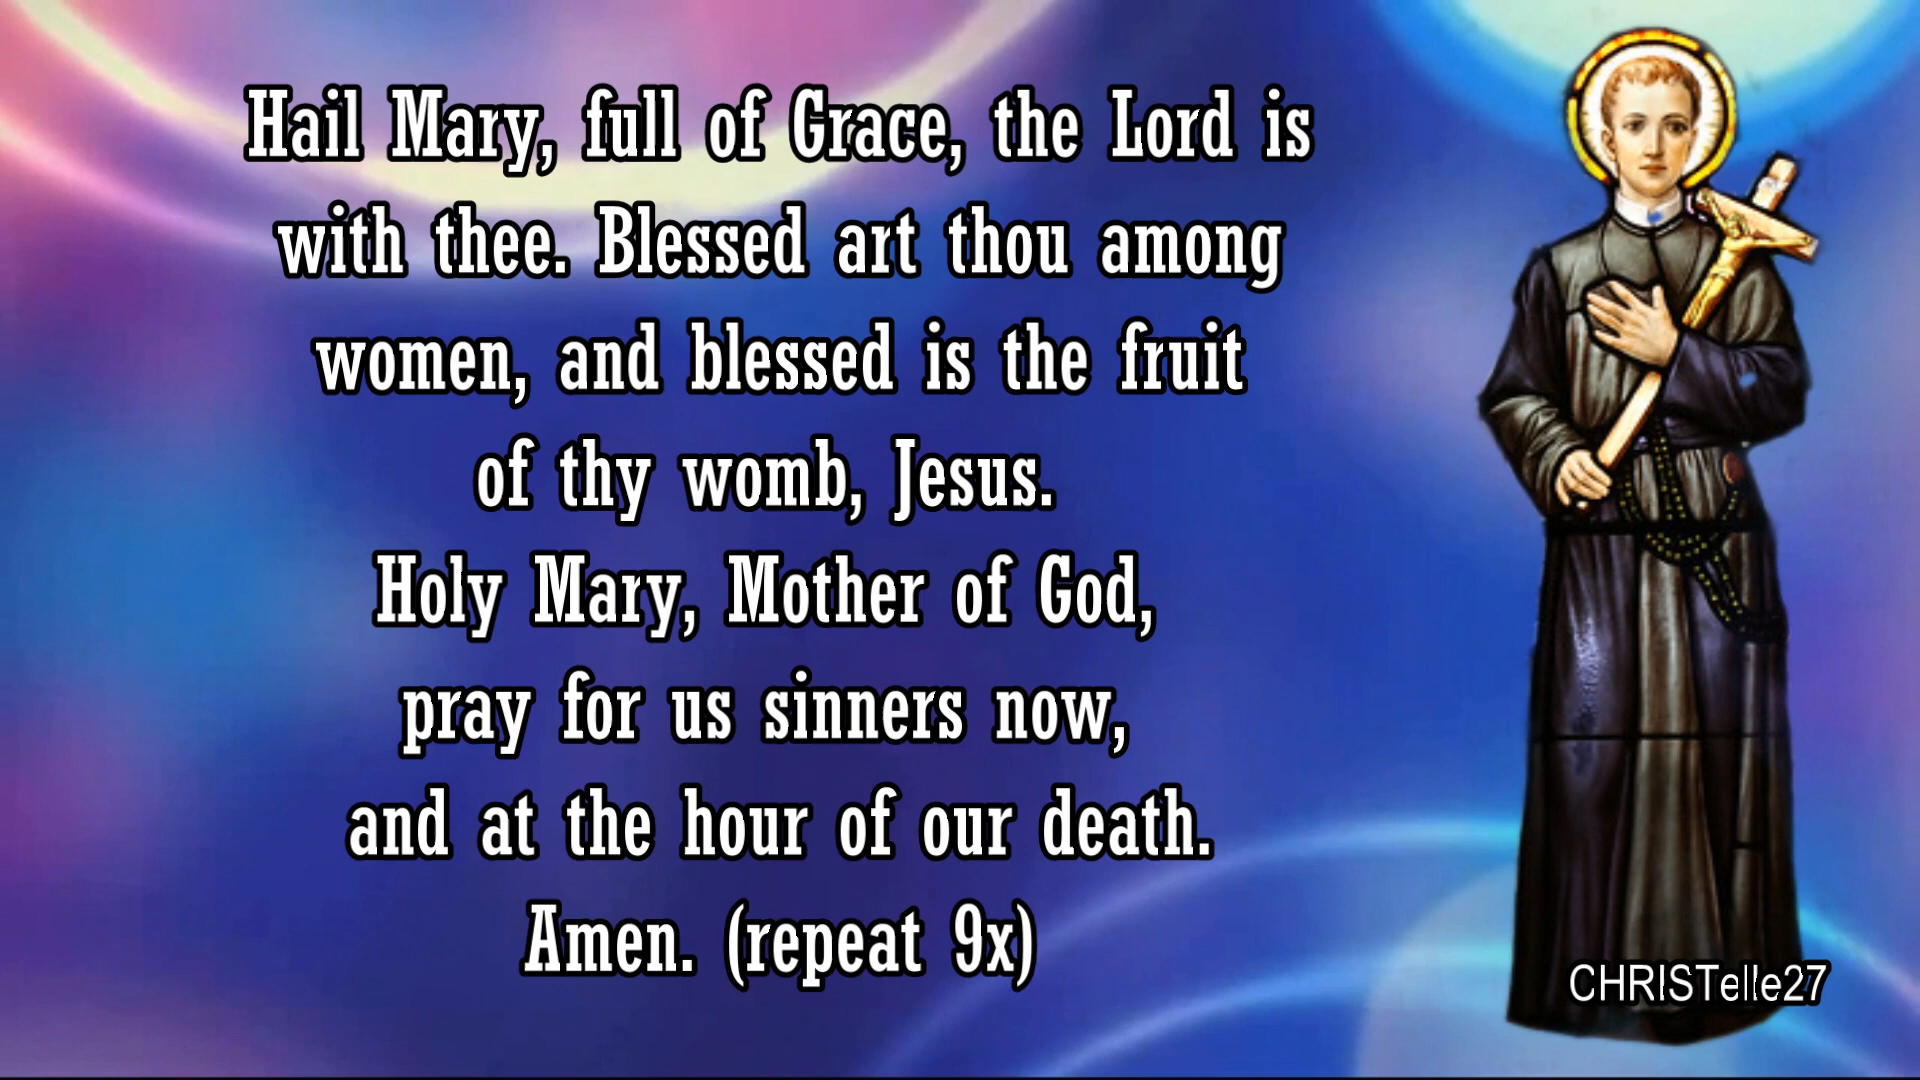 Hail Mary, full of Grace, the Lord is
with thee. Blessed art thou among
women, and blessed is the fruit
of thy womb, Jesus.
Holy Mary, Mother of God,
pray for us sinners now,
and at the hour of our death.
Amen. (repeat 9x)
CHRISTelle27